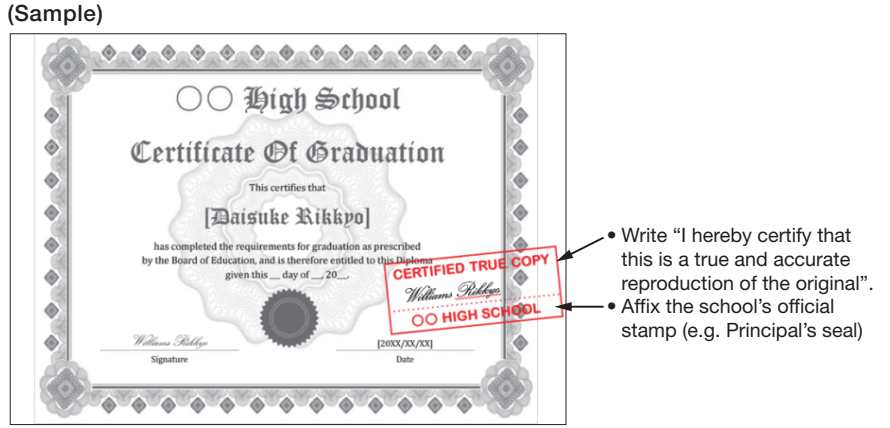 (Sample)
○○ High School
Certificate Of Graduation
This certifies that
[Daisuke Rikkyo]
has completed the requirements for graduation as prescribed
by the Board of Education, and is therefore entitled to this Diploma
given this __ day of __, 20__.
CERTIFIED TRUE COPY
Williams Rikkyo
○○ HIGH SCHOOL
Williams Rikkyo
Signature
[20XX/XX/XX]
Date
• Write “I hereby certify that
this is a true and accurate
reproduction of the original”.
• Affix the school’s official
stamp (e.g. Principal’s seal)